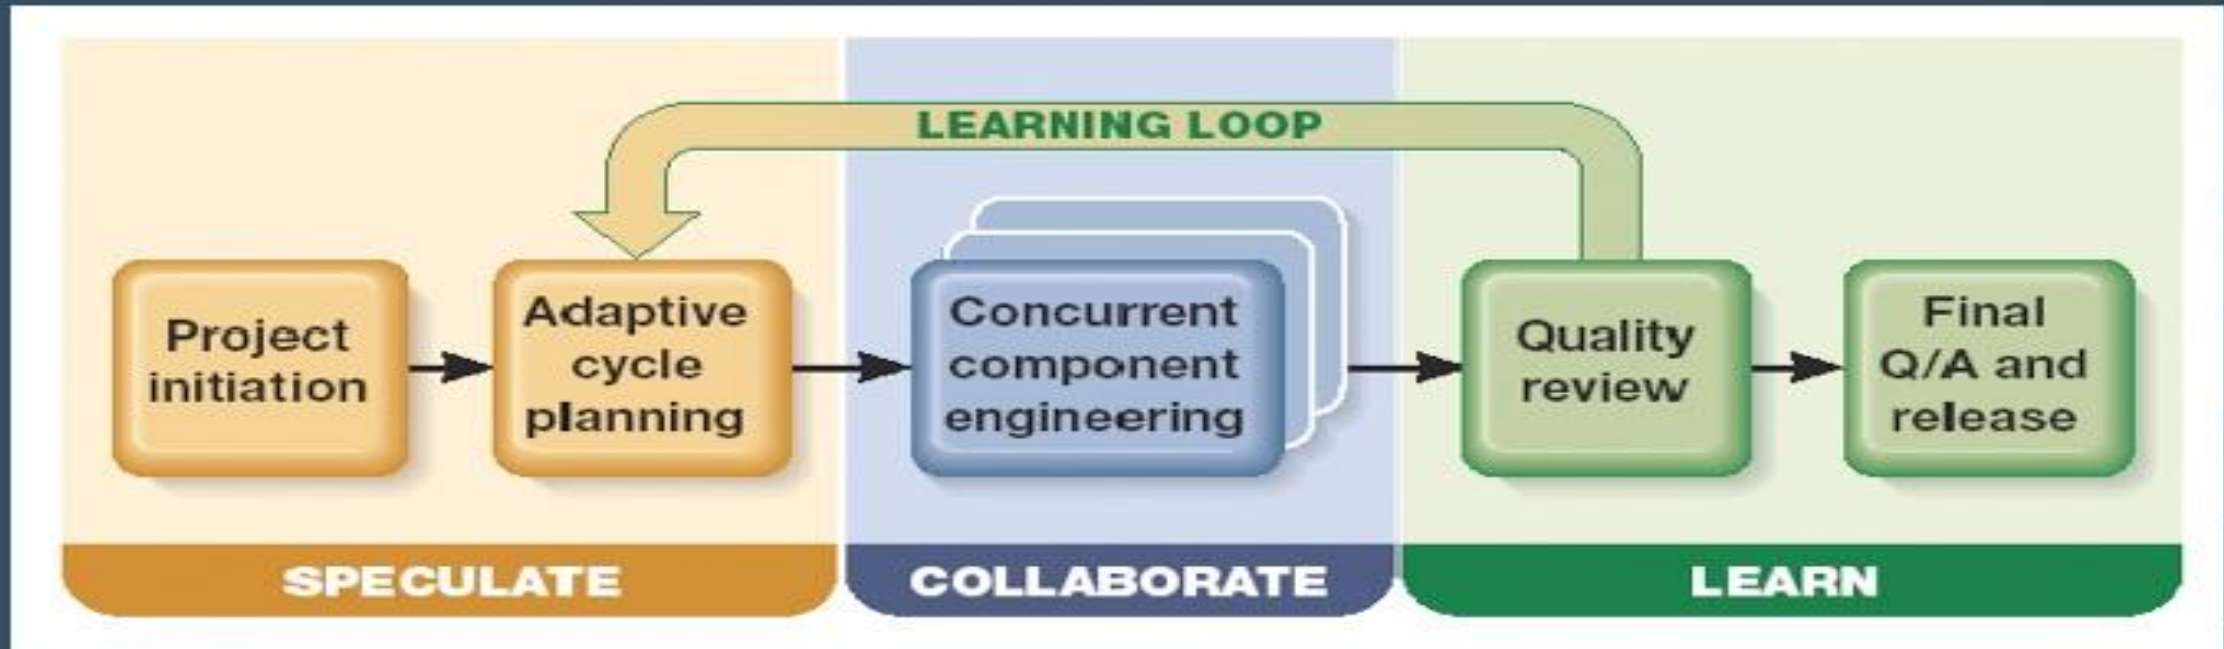 LEARNING LOOP
Project
initiation
Adaptive
cycle
planning
Concurrent
component
engineering
Quality
review
Final
Q/A and
release
SPECULATE
COLLABORATE
LEARN